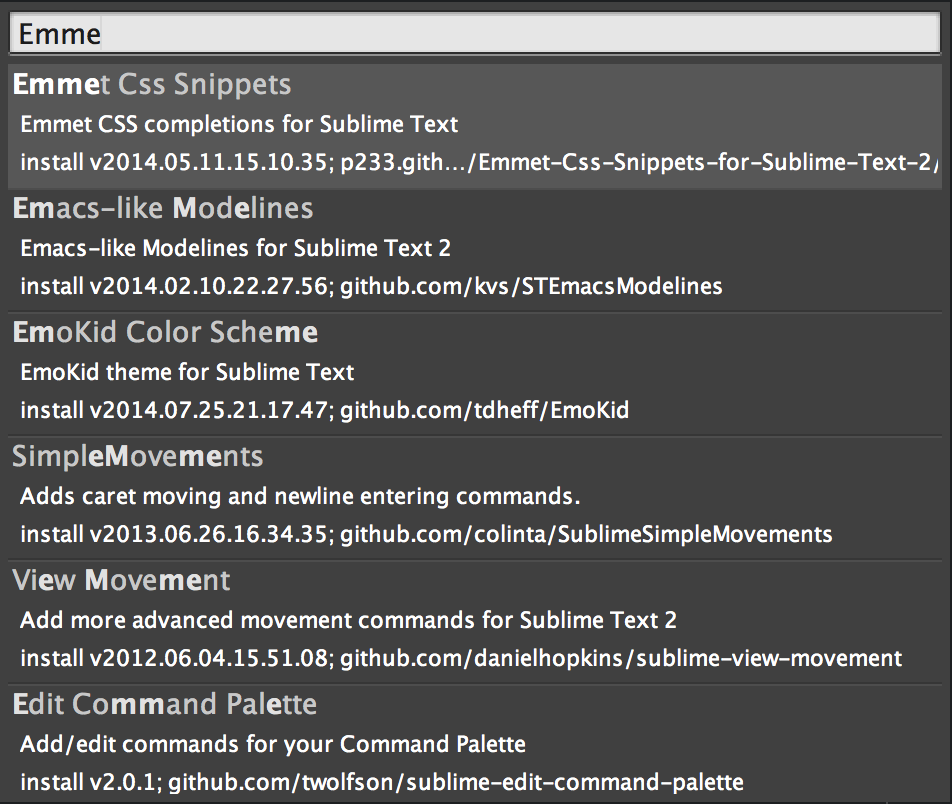 Emme
Emmet Css Snippets
Emmet CSS completions for Sublime Text
install v2014.05.11.15.10.35; p233.gith…/Emmet-Css-Snippets-for-Sublime-Text-2/
Emacs-like Modelines
Emacs-like Modelines for Sublime Text 2
install v2014.02.10.22.27.56; github.com/kvs/STEmacsModelines
EmoKid Color Scheme
EmoKid theme for Sublime Text
install v2014.07.25.21.17.47; github.com/tdheff/EmoKid
SimpleMovements
Adds caret moving and newline entering commands.
install v2013.06.26.16.34.35; github.com/colinta/SublimeSimpleMovements
View Movement
Add more advanced movement commands for Sublime Text 2
install v2012.06.04.15.51.08; github.com/danielhopkins/sublime-view-movement
Edit Command Palette
Add/edit commands for your Command Palette
install v2.0.1; github.com/twolfson/sublime-edit-command-palette